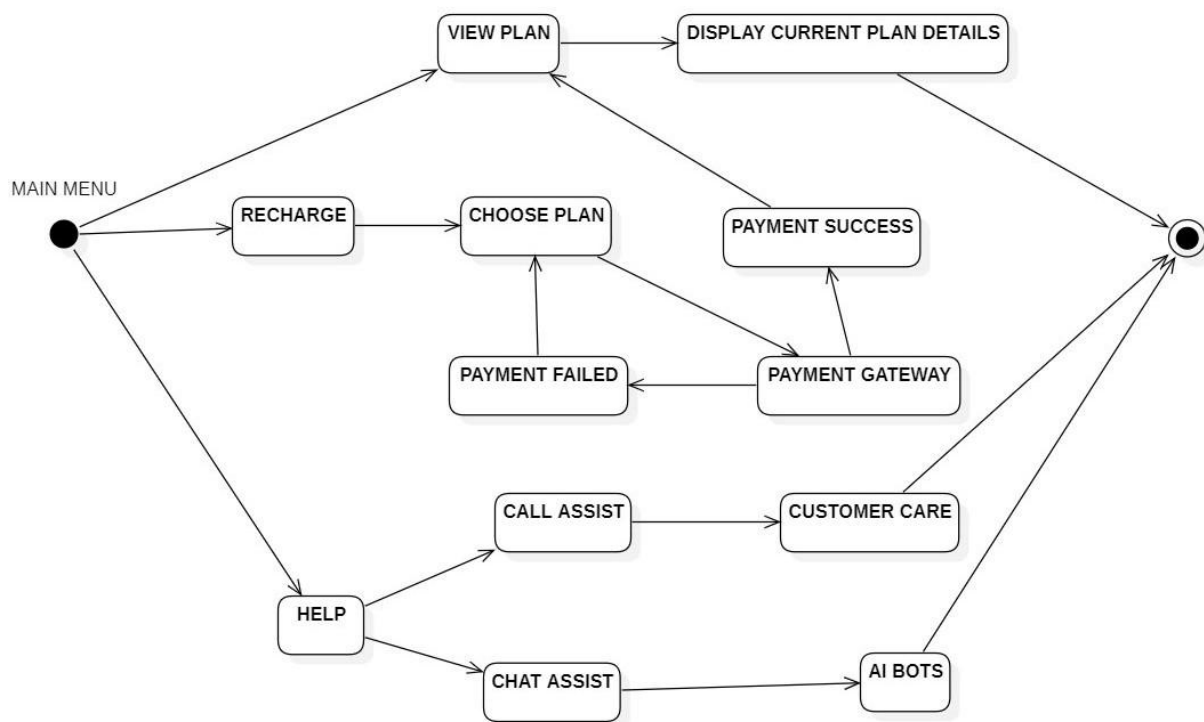 VIEW PLAN
DISPLAY CURRENT PLAN DETAILS
MAIN MENU
RECHARGE
CHOOSE PLAN
PAYMENT SUCCESS
PAYMENT FAILED
PAYMENT GATEWAY
CALL ASSIST
CUSTOMER CARE
HELP
CHAT ASSIST
AI BOTS